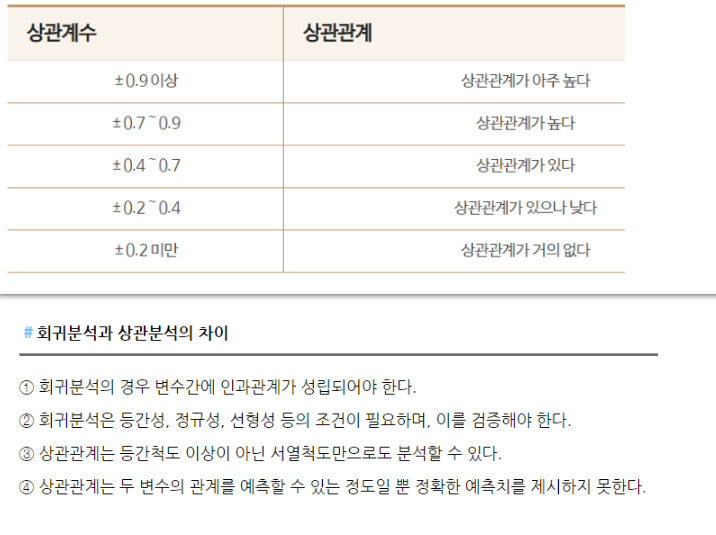 상관계수 상관관계
±0.9 이상 상관관계가 아주 높다
±0.7 ~ 0.9 상관관계가 높다
±0.4 ~ 0.7 상관관계가 있다
±0.2 ~ 0.4 상관관계가 있으나 낮다
±0.2 미만 상관관계가 거의 없다
# 회귀분석과 상관분석의 차이
① 회귀분석의 경우 변수간에 인과관계가 성립되어야 한다.
② 회귀분석은 등간성, 정규성, 선형성 등의 조건이 필요하며, 이를 검증해야 한다.
③ 상관관계는 등간척도 이상이 아닌 서열척도만으로도 분석할 수 있다.
④ 상관관계는 두 변수의 관계를 예측할 수 있는 정도일 뿐 정확한 예측치를 제시하지 못한다.